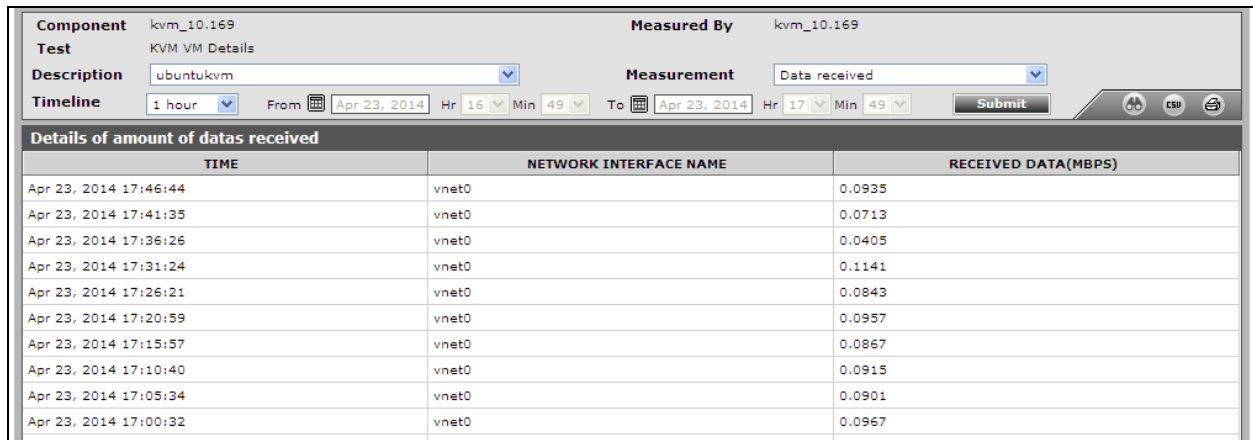 Component kvm_10.169 Measured By kvm_10.169
Test KVM VM Details
Description ubuntukvm Measurement Data received
Timeline 1 hour From Apr 23, 2014 Hr 16 Min 49 To Apr 23, 2014 Hr 17 Min 49 Submit CSV
Details of amount of datas received
TIME NETWORK INTERFACE NAME RECEIVED DATA(MBPS)
Apr 23, 2014 17:46:44 vnet0 0.0935
Apr 23, 2014 17:41:35 vnet0 0.0713
Apr 23, 2014 17:36:26 vnet0 0.0405
Apr 23, 2014 17:31:24 vnet0 0.1141
Apr 23, 2014 17:26:21 vnet0 0.0843
Apr 23, 2014 17:20:59 vnet0 0.0957
Apr 23, 2014 17:15:57 vnet0 0.0867
Apr 23, 2014 17:10:40 vnet0 0.0915
Apr 23, 2014 17:05:34 vnet0 0.0901
Apr 23, 2014 17:00:32 vnet0 0.0967